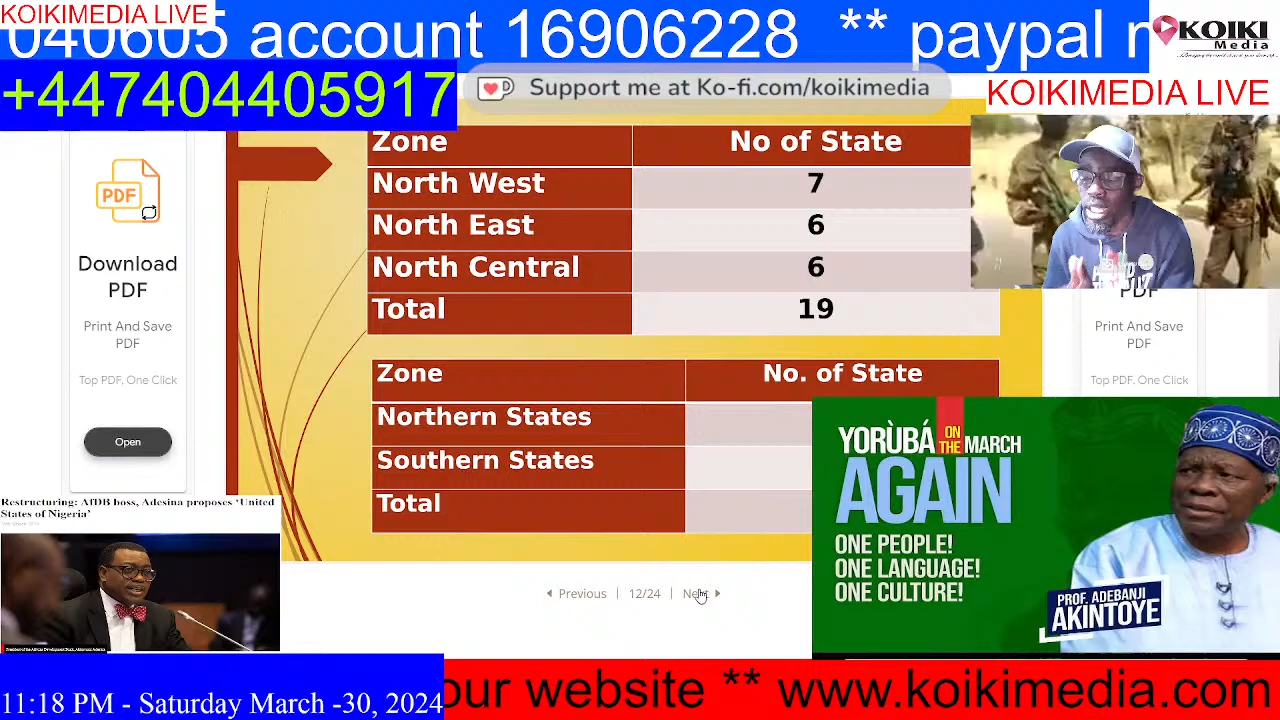 KOIKIMEDIA LIVE
040605 account 16906228 ** paypal
KOIKI
Media
+447404405917
Support me at Ko-fi.com/koikimedia
KOIKIMEDIA LIVE
Zone No of State
North West 7
North East 6
North Central 6
Total 19
Zone No. of State
Northern States
Southern States
Total
PDF
Download
PDF
Print And Save
PDF
Top PDF, One Click
Open
PDF
Print And Save
PDF
Top PDF, One Click
YORÙBÁ ON THE MARCH
AGAIN
ONE PEOPLE!
ONE LANGUAGE!
ONE CULTURE!
PROF. ADEBANJI
AKINTOYE
Restructuring: AfDB boss, Adesina proposes ‘United
States of Nigeria’
Previous | 12/24 | Next
11:18 PM - Saturday March -30, 2024
our website ** www.koikimedia.com